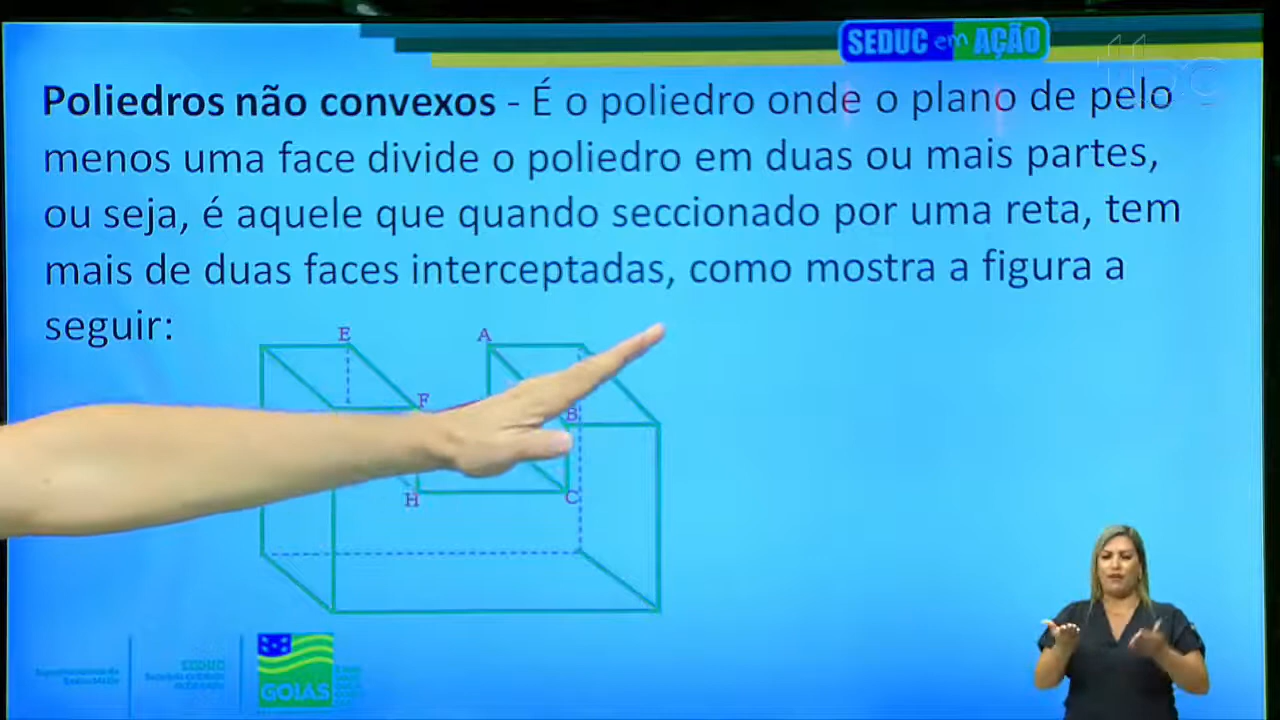 SEDUC em AÇÃO
Poliedros não convexos - É o poliedro onde o plano de pelo
menos uma face divide o poliedro em duas ou mais partes,
ou seja, é aquele que quando seccionado por uma reta, tem
mais de duas faces interceptadas, como mostra a figura a
seguir:
E A
F B
H C
SEDUC
GOIÁS